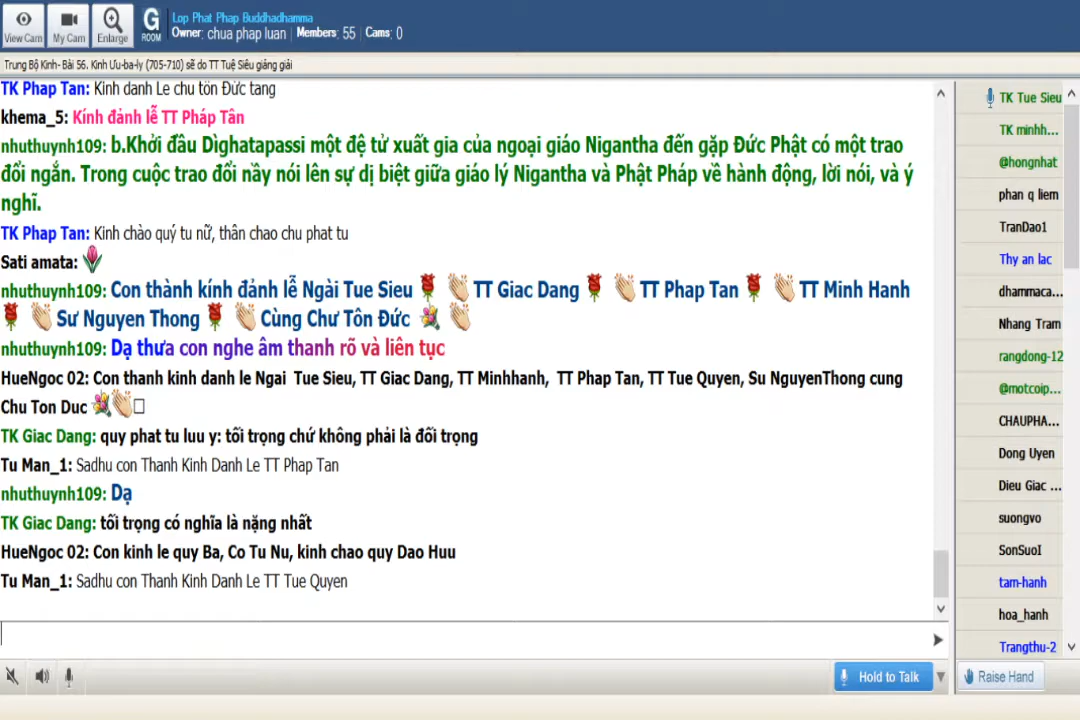 View Cam
My Cam
Enlarge
G
ROOM
Lop Phat Phap Buddhadhamma
Owner: chua phap luan | Members: 55 | Cams: 0
Trung Bộ Kinh- Bài 56. Kinh Ưu-ba-ly (705-710) sẽ do TT Tuệ Siêu giảng giải
TK Phap Tan: Kinh danh Le chu tôn Đức tang
khema_5: Kính đảnh lễ TT Pháp Tân
nhuthuynh109: b.Khởi đầu Dìghatapassi một đệ tử xuất gia của ngoại giáo Nigantha đến gặp Đức Phật có một trao
đổi ngắn. Trong cuộc trao đổi nầy nói lên sự dị biệt giữa giáo lý Nigantha và Phật Pháp về hành động, lời nói, và ý
nghĩ.
TK Phap Tan: Kinh chào quý tu nữ, thân chao chu phat tu
Sati amata:
nhuthuynh109: Con thành kính đảnh lễ Ngài Tue Sieu TT Giac Dang TT Phap Tan TT Minh Hanh
Sư Nguyen Thong Cùng Chư Tôn Đức
nhuthuynh109: Dạ thưa con nghe âm thanh rõ và liên tục
HueNgoc 02: Con thanh kinh danh le Ngai Tue Sieu, TT Giac Dang, TT Minhhanh, TT Phap Tan, TT Tue Quyen, Su NguyenThong cung
Chu Ton Duc
TK Giac Dang: quy phat tu luu y: tối trọng chứ không phải là đối trọng
Tu Man_1: Sadhu con Thanh Kinh Danh Le TT Phap Tan
nhuthuynh109: Dạ
TK Giac Dang: tối trọng có nghĩa là nặng nhất
HueNgoc 02: Con kinh le quy Ba, Co Tu Nu, kinh chao quy Dao Huu
Tu Man_1: Sadhu con Thanh Kinh Danh Le TT Tue Quyen
TK Tue Sieu
TK minhh...
@hongnhat
phan q liem
TranDao1
Thy an lac
dhammaca...
Nhang Tram
rangdong-12
@motcoip...
CHAUPHA...
Dong Uyen
Dieu Giac ...
suongvo
SonSuoI
tam-hanh
hoa_hanh
Trangthu-2
Hold to Talk
Raise Hand